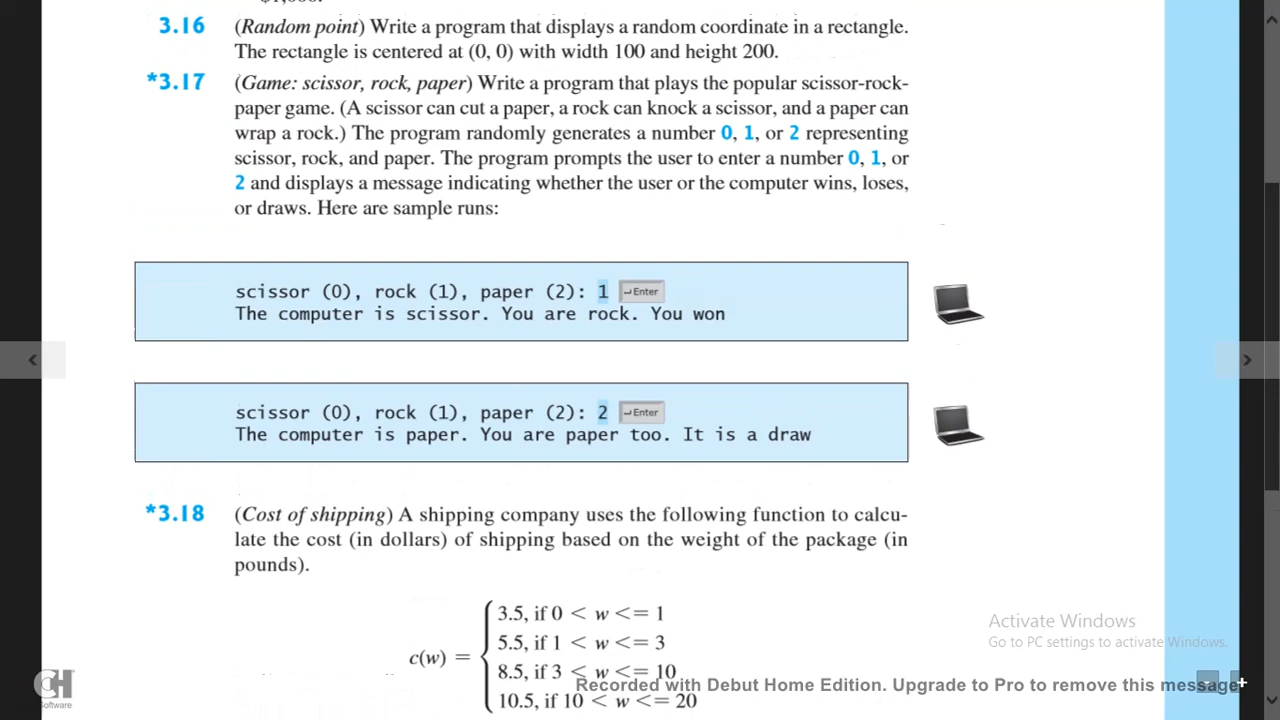 3.16 (Random point) Write a program that displays a random coordinate in a rectangle.
The rectangle is centered at (0, 0) with width 100 and height 200.
*3.17 (Game: scissor, rock, paper) Write a program that plays the popular scissor-rock-
paper game. (A scissor can cut a paper, a rock can knock a scissor, and a paper can
wrap a rock.) The program randomly generates a number 0, 1, or 2 representing
scissor, rock, and paper. The program prompts the user to enter a number 0, 1, or
2 and displays a message indicating whether the user or the computer wins, loses,
or draws. Here are sample runs:
scissor (0), rock (1), paper (2): 1 ↵Enter
The computer is scissor. You are rock. You won
scissor (0), rock (1), paper (2): 2 ↵Enter
The computer is paper. You are paper too. It is a draw
*3.18 (Cost of shipping) A shipping company uses the following function to calcu-
late the cost (in dollars) of shipping based on the weight of the package (in
pounds).
3.5, if 0 < w <= 1
5.5, if 1 < w <= 3
c(w) =
8.5, if 3 < w <= 10
10.5, if 10 < w <= 20
Activate Windows
Go to PC settings to activate Windows.
Recorded with Debut Home Edition. Upgrade to Pro to remove this message
CH
Software